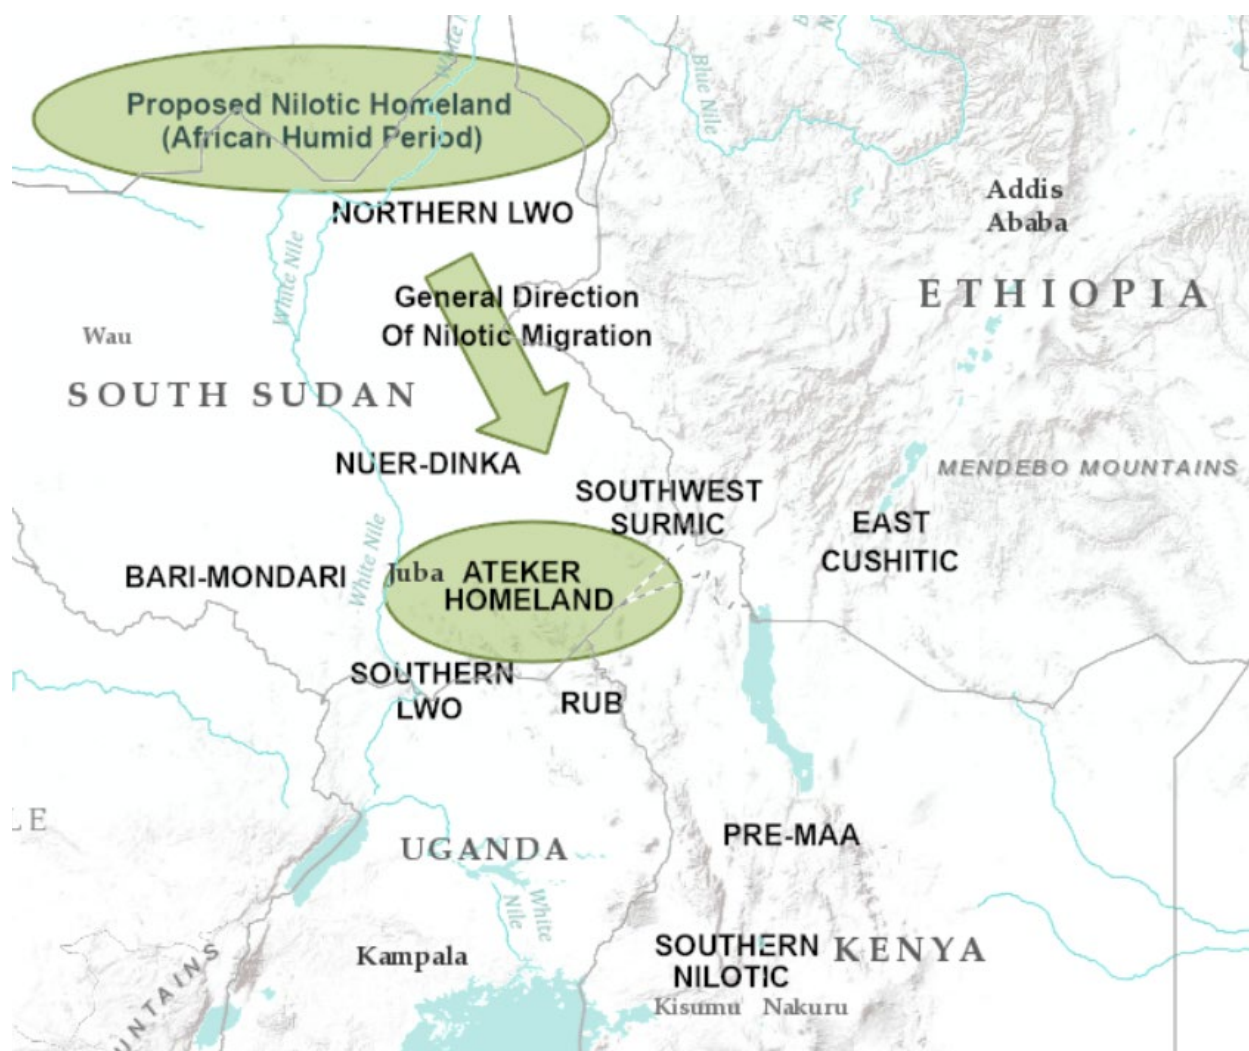 White N
Blue Nile
Proposed Nilotic Homeland
(African Humid Period)
Addis
Ababa
NORTHERN LWO
White Nile
General Direction
Of Nilotic Migration
ETHIOPIA
Wau
SOUTH SUDAN
NUER-DINKA
MENDEBO MOUNTAINS
SOUTHWEST
SURMIC
EAST
CUSHITIC
White Nile
BARI-MONDARI
Juba
ATEKER
HOMELAND
SOUTHERN
LWO
RUB
LE
UGANDA
PRE-MAA
White
Nile
Kampala
SOUTHERN
NILOTIC
KENYA
Kisumu
Nakuru
UNTAINS